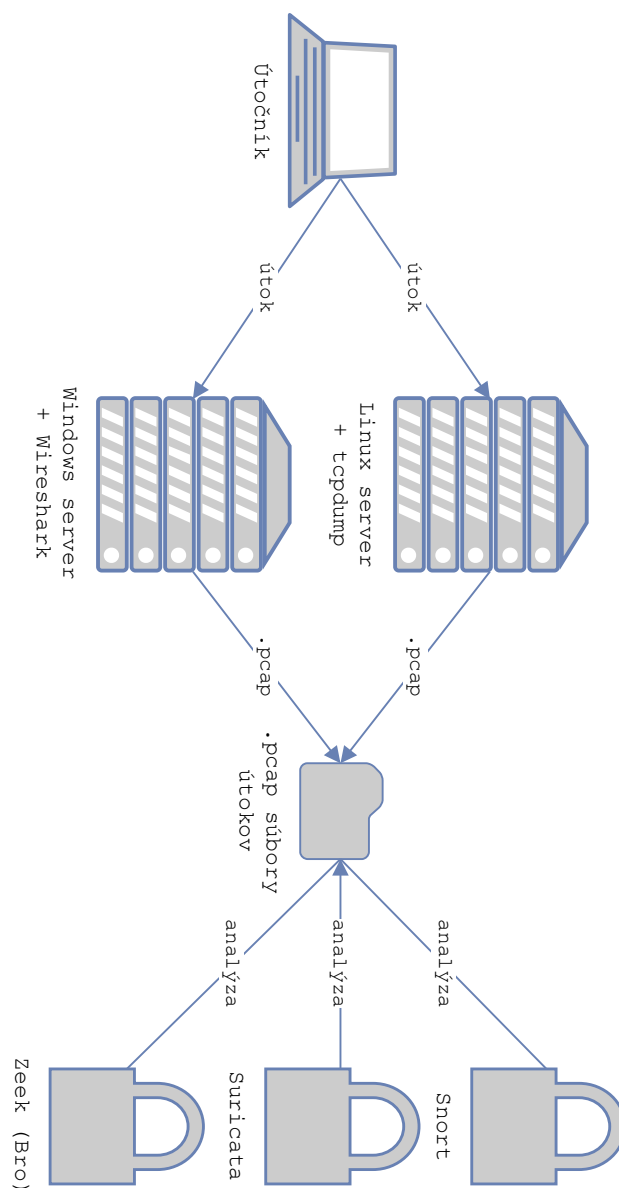 Útočník
útok
útok
Linux server
+ tcpdump
Windows server
+ Wireshark
.pcap
.pcap
.pcap súbory
útokov
analýza
analýza
analýza
Snort
Suricata
Zeek (Bro)